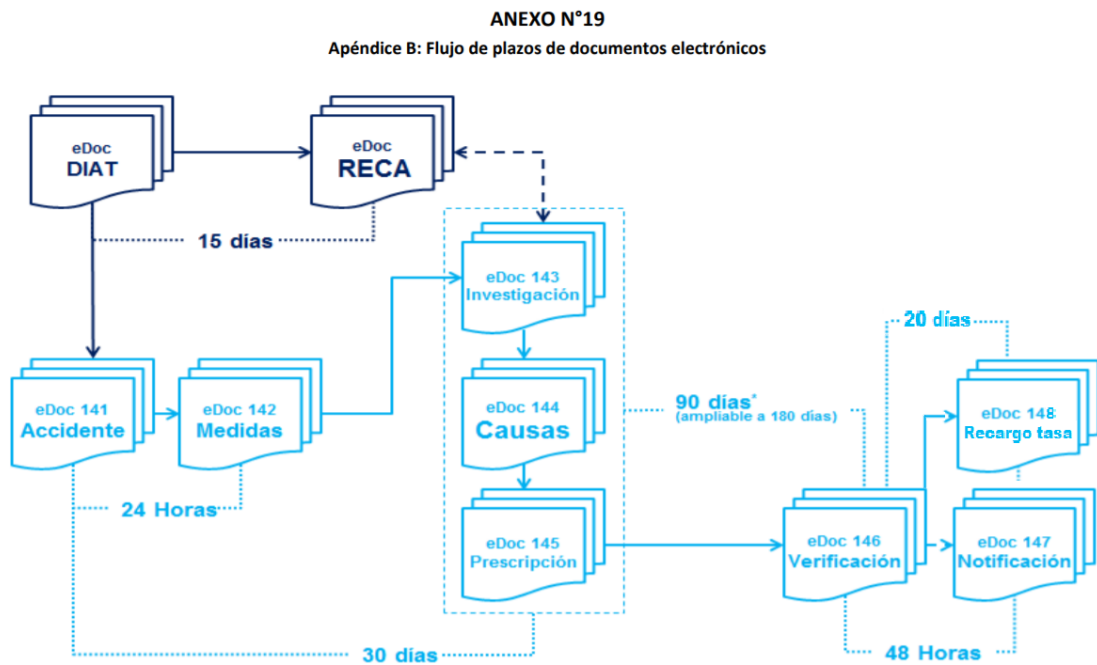 ANEXO N°19
Apéndice B: Flujo de plazos de documentos electrónicos
eDoc
DIAT
eDoc
RECA
15 días
eDoc 143
Investigación
20 días
eDoc 141
Accidente
eDoc 142
Medidas
eDoc 144
Causas
90 días*
(ampliable a 180 días)
eDoc 148
Recargo tasa
24 Horas
eDoc 145
Prescripción
eDoc 146
Verificación
eDoc 147
Notificación
30 días
48 Horas